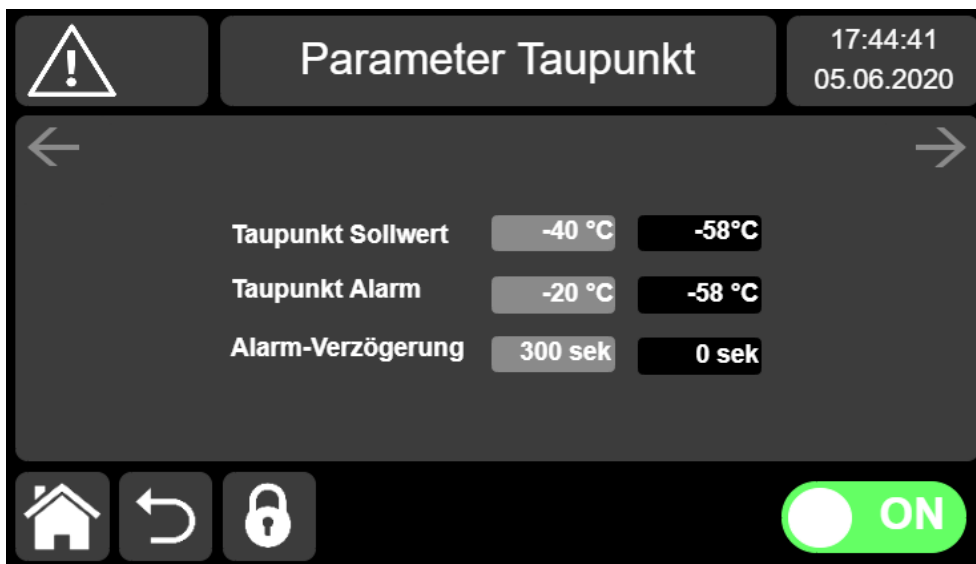 Parameter Taupunkt
17:44:41
05.06.2020
Taupunkt Sollwert -40 °C -58°C
Taupunkt Alarm -20 °C -58 °C
Alarm-Verzögerung 300 sek 0 sek
ON